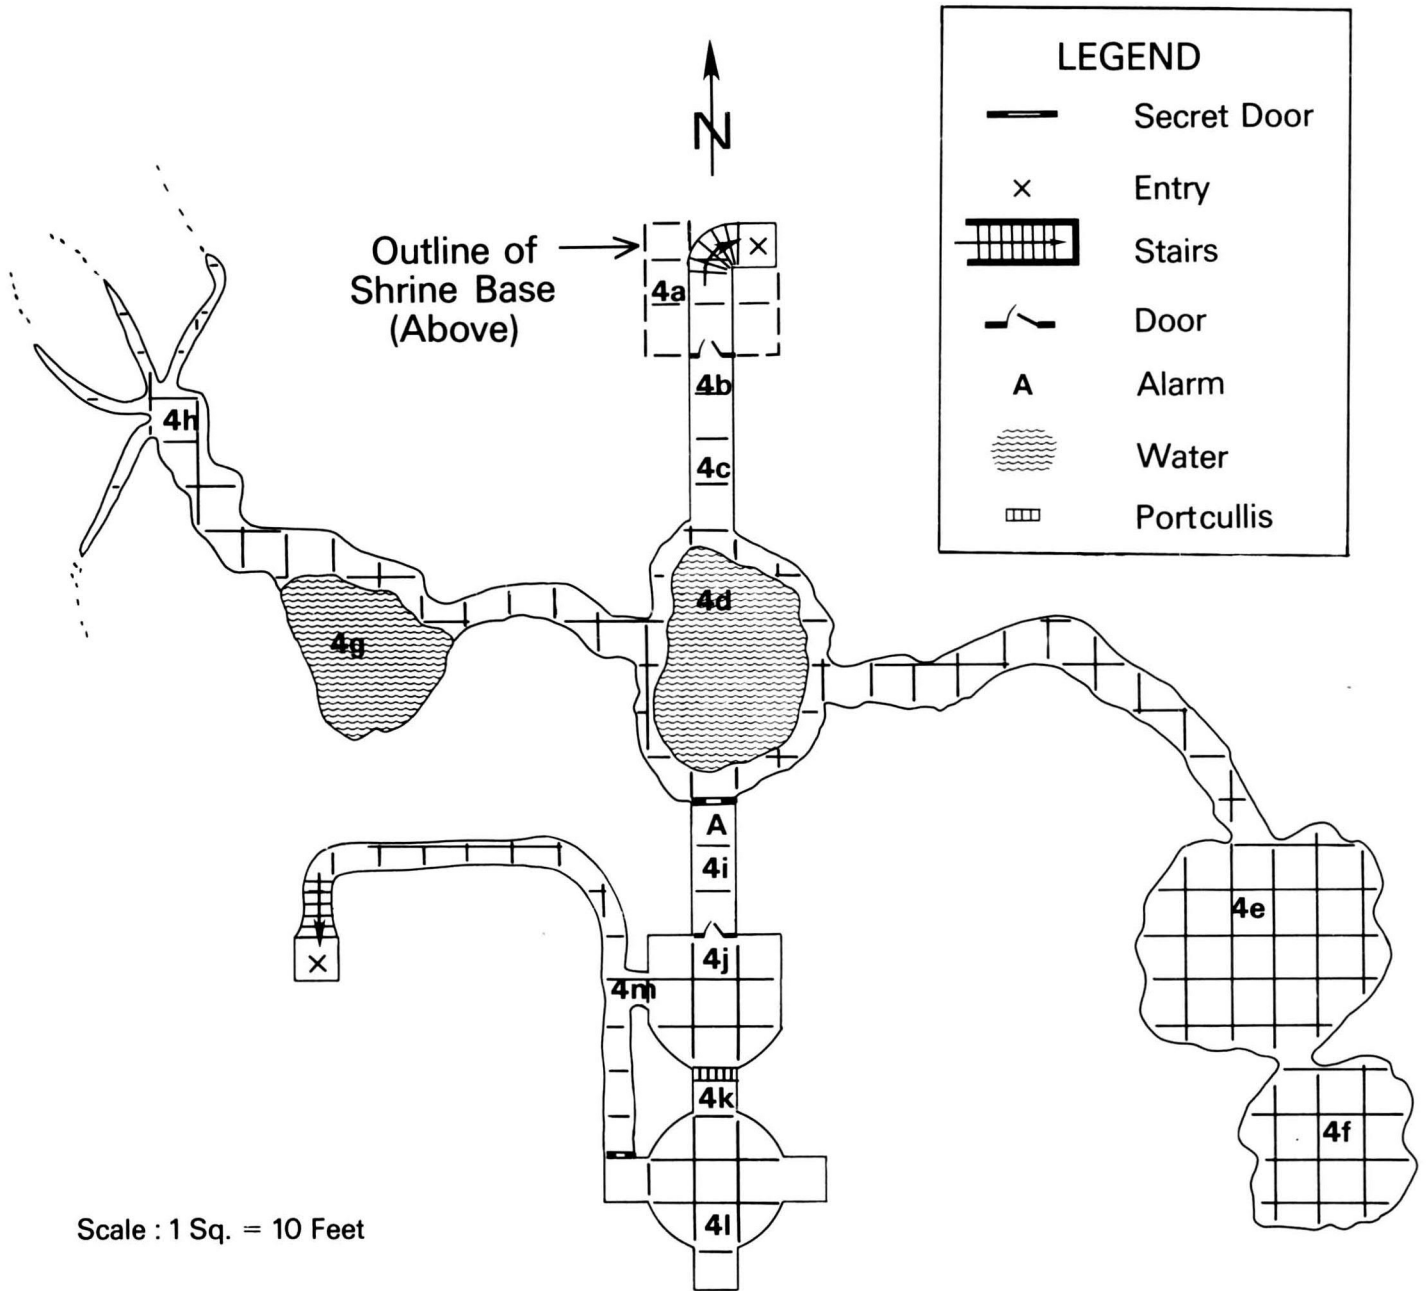 LEGEND
Secret Door
× Entry
Stairs
Door
A Alarm
Water
Portcullis
N
Outline of
Shrine Base
(Above)
×
4a
4b
4h
4c
4d
4g
A
4i
4e
4j
×
4m
4k
4f
4l
Scale : 1 Sq. = 10 Feet